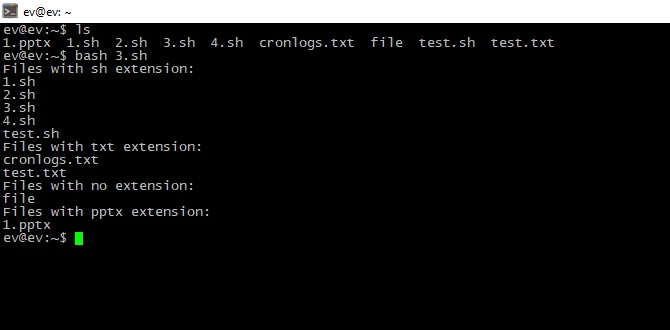 ev@ev: ~
ev@ev:~$ ls
1.pptx  1.sh  2.sh  3.sh  4.sh  cronlogs.txt  file  test.sh  test.txt
ev@ev:~$ bash 3.sh
Files with sh extension:
1.sh
2.sh
3.sh
4.sh
test.sh
Files with txt extension:
cronlogs.txt
test.txt
Files with no extension:
file
Files with pptx extension:
1.pptx
ev@ev:~$